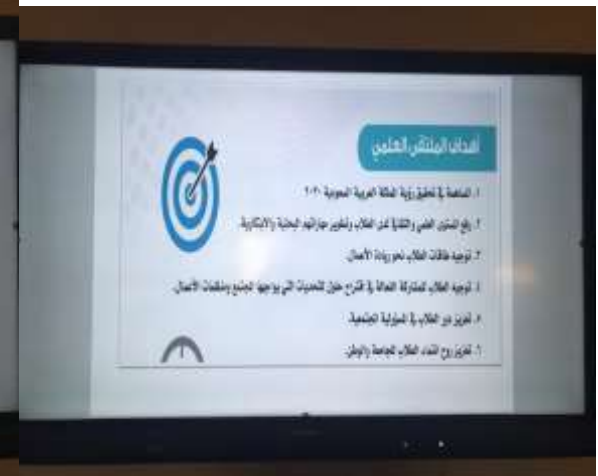 أهداف الملتقى العلمي
١. المساهمة في تحقيق رؤية المملكة العربية السعودية ٢٠٣٠
٢. رفع المستوى العلمي والثقافي لدى الطلاب وتطوير مهاراتهم البحثية والابتكارية.
٣. توجيه طاقات الطلاب نحو ريادة الأعمال.
٤. توجيه الطلاب للمشاركة الفعالة في اقتراح حلول للتحديات التي يواجهها المجتمع ومنظمات الأعمال.
٥. تعزيز دور الطلاب في المسؤولية المجتمعية.
٦. تعزيز روح انتماء الطلاب للجامعة والوطن.